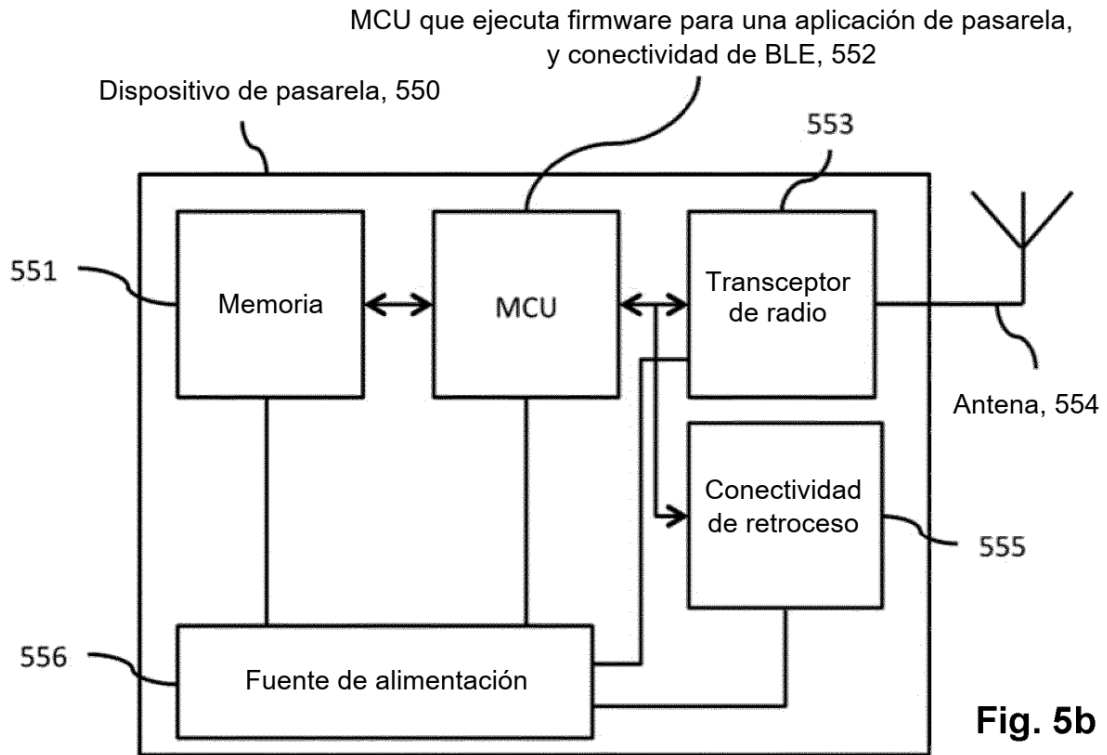 MCU que ejecuta firmware para una aplicación de pasarela,
y conectividad de BLE, 552
Dispositivo de pasarela, 550
553
551
Memoria
MCU
Transceptor
de radio
Antena, 554
Conectividad
de retroceso
555
556
Fuente de alimentación
Fig. 5b